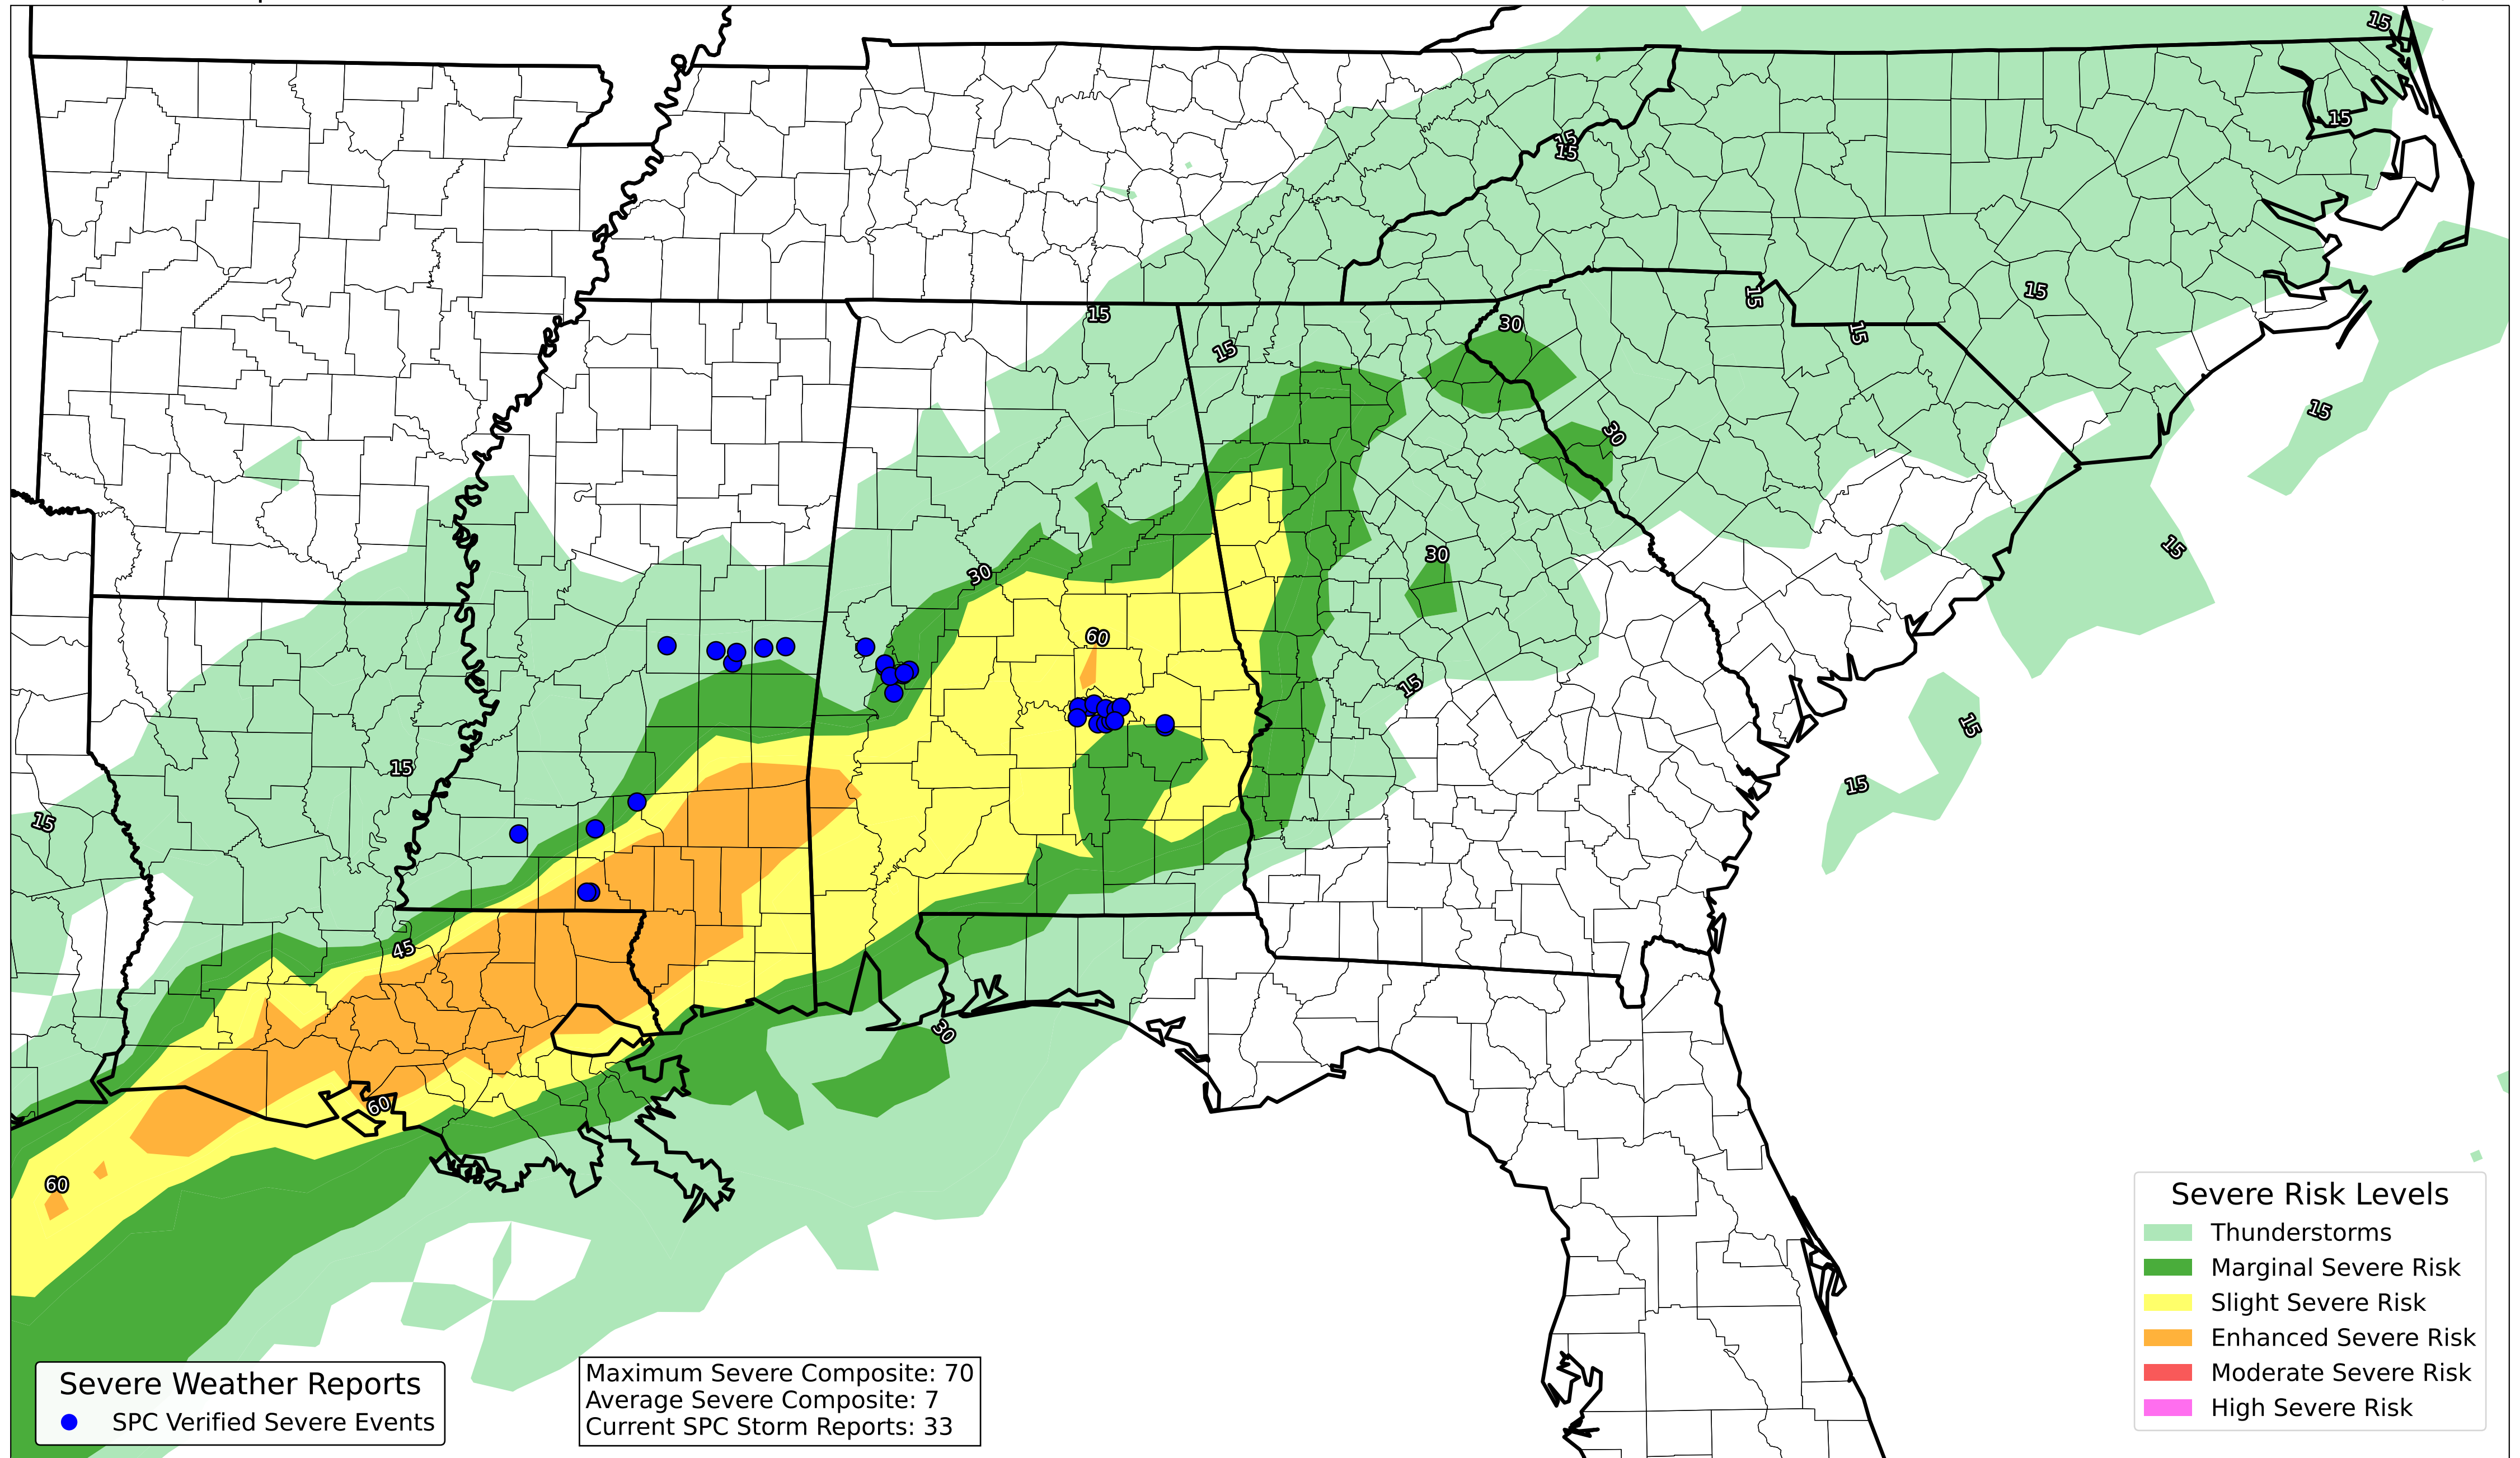 15
15
15
15
15
15
15
15
30
15
15
30
30
15
30
60
15
15
15
15
15
45
30
60
60
Severe Risk Levels
Thunderstorms
Marginal Severe Risk
Slight Severe Risk
Enhanced Severe Risk
Moderate Severe Risk
High Severe Risk
Severe Weather Reports
SPC Verified Severe Events
Maximum Severe Composite: 70
Average Severe Composite: 7
Current SPC Storm Reports: 33